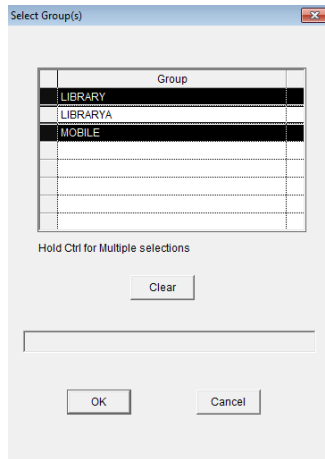 Select Group(s)
Group
LIBRARY
LIBRARYA
MOBILE
Hold Ctrl for Multiple selections
Clear
OK
Cancel